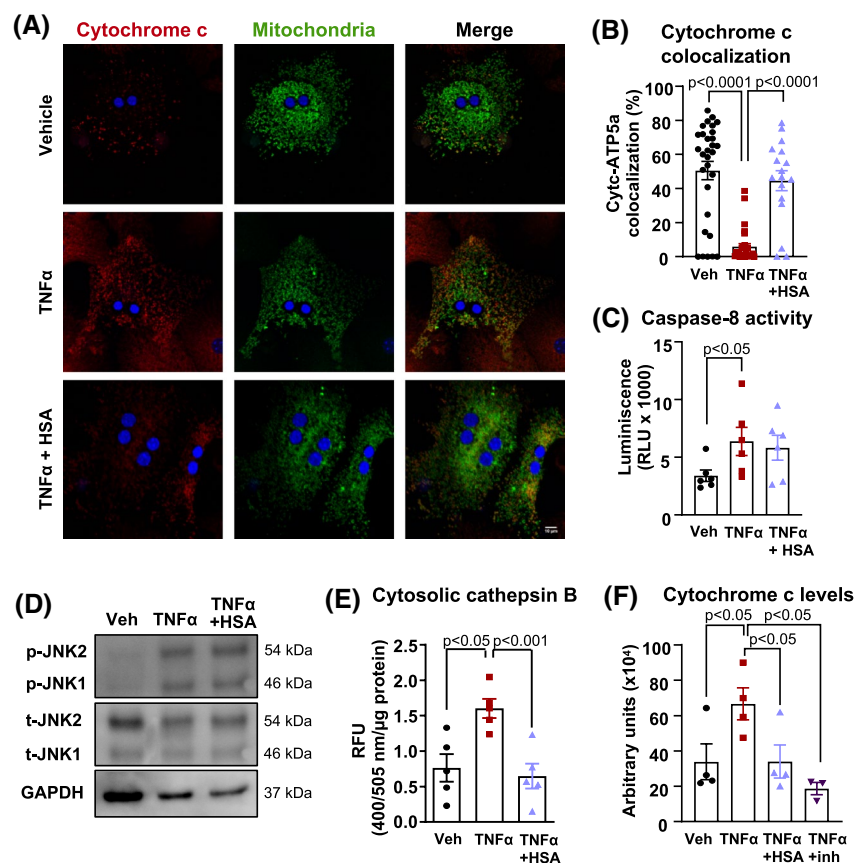 (A)
Cytochrome c
Mitochondria
Merge
Vehicle
TNFα
TNFα + HSA
10 µm
(B)
Cytochrome c
colocalization
p<0.0001
p<0.0001
Cytc-ATP5a
colocalization (%)
100
80
60
40
20
0
Veh
TNFα
TNFα
+HSA
(C)
Caspase-8 activity
p<0.05
Luminiscence
(RLU x 1000)
15
10
5
0
Veh
TNFα
TNFα
+ HSA
(D)
Veh
TNFα
TNFα
+HSA
p-JNK2
54 kDa
p-JNK1
46 kDa
t-JNK2
54 kDa
t-JNK1
46 kDa
GAPDH
37 kDa
(E)
Cytosolic cathepsin B
p<0.05
p<0.001
RFU
(400/505 nm/µg protein)
2.5
2.0
1.5
1.0
0.5
0.0
Veh
TNFα
TNFα
+HSA
(F)
Cytochrome c levels
p<0.05
p<0.05
p<0.05
Arbitrary units (x10⁴)
100
80
60
40
20
0
Veh
TNFα
TNFα
+HSA
TNFα
+inh